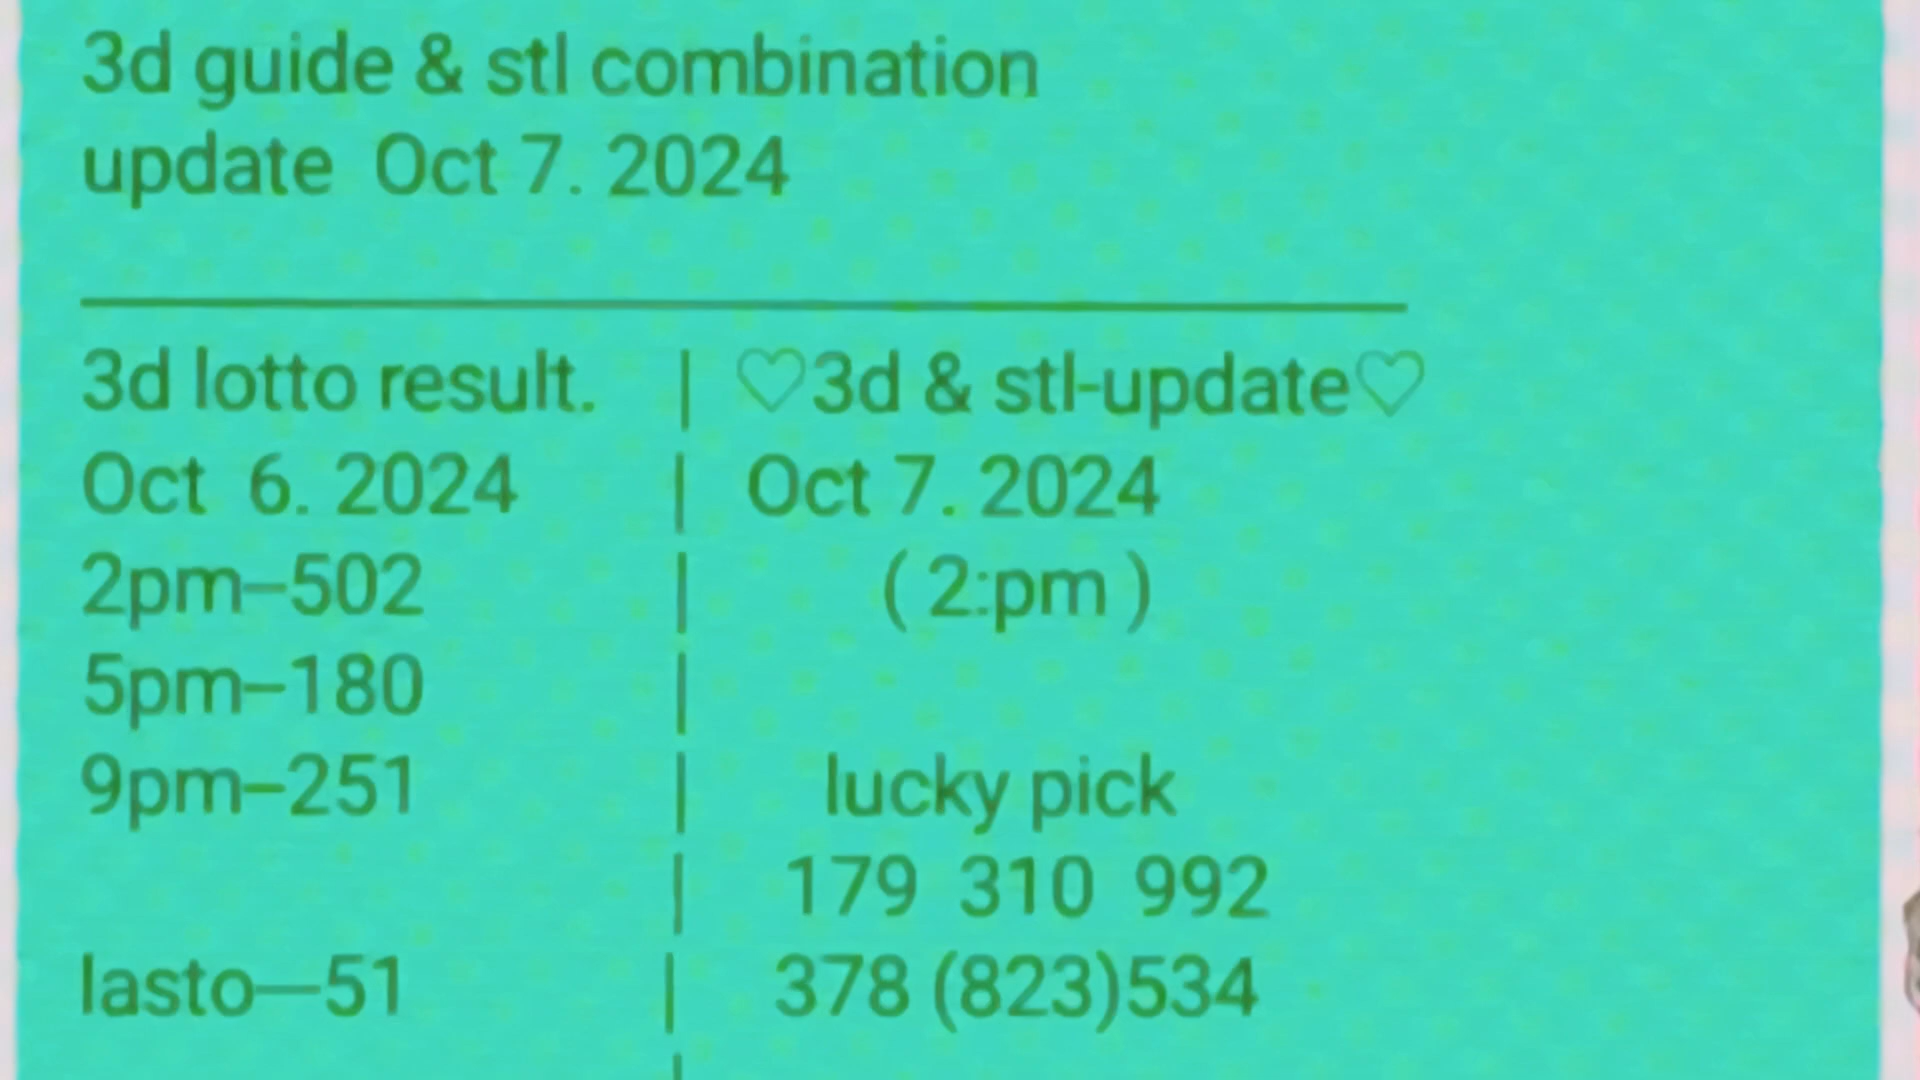 3d guide & stl combination
update  Oct 7. 2024
3d lotto result.    |  ♡3d & stl-update♡
Oct  6. 2024    |   Oct 7. 2024
2pm–502    |    ( 2:pm )
5pm–180    |
9pm–251    |    lucky pick
|    179  310  992
lasto—51    |    378 (823)534